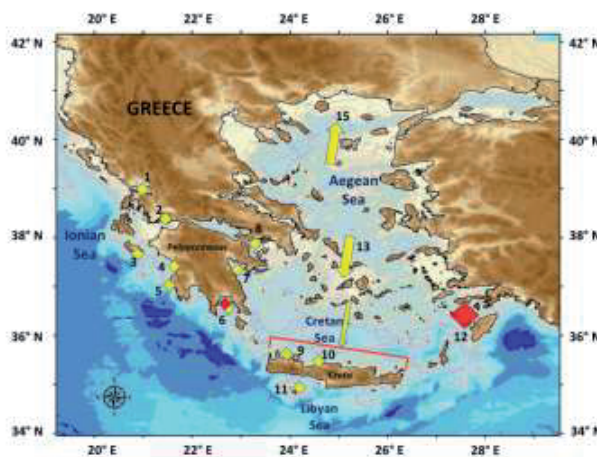 20° E 22° E 24° E 26° E 28° E
42° N 42° N
GREECE
15
40° N 40° N
1
Aegean
Sea
2
8
38° N 38° N
Ionian
Sea
Peloponnese
13
3
4
7
5
6
Cretan
Sea
36° N 36° N
12
9 10
Crete
11
Libyan
Sea
34° N 34° N
20° E 22° E 24° E 26° E 28° E